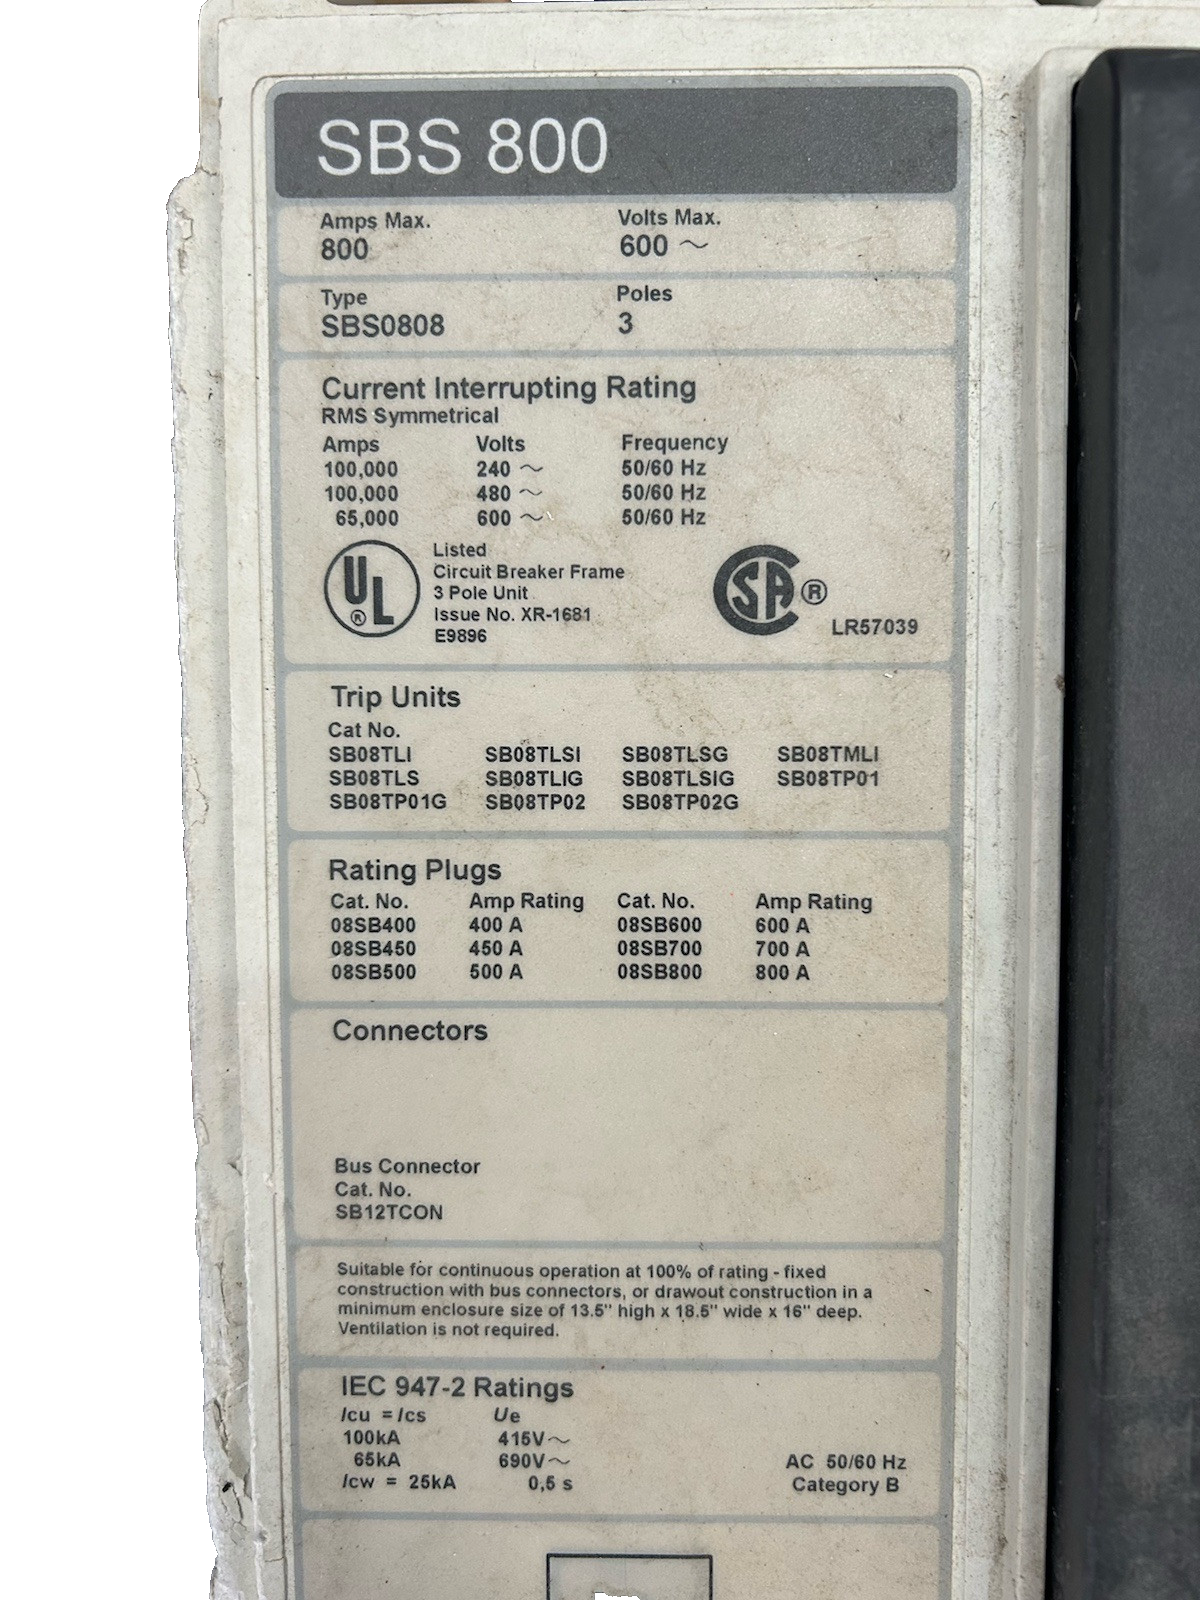 SBS 800
Amps Max. Volts Max.
800 600 ~
Type Poles
SBS0808 3
Current Interrupting Rating
RMS Symmetrical
Amps Volts Frequency
100,000 240 ~ 50/60 Hz
100,000 480 ~ 50/60 Hz
65,000 600 ~ 50/60 Hz
UL ®
Listed
Circuit Breaker Frame
3 Pole Unit
Issue No. XR-1681
E9896
CSA ®
LR57039
Trip Units
Cat No.
SB08TLI SB08TLSI SB08TLSG SB08TMLI
SB08TLS SB08TLIG SB08TLSIG SB08TP01
SB08TP01G SB08TP02 SB08TP02G
Rating Plugs
Cat. No. Amp Rating Cat. No. Amp Rating
08SB400 400 A 08SB600 600 A
08SB450 450 A 08SB700 700 A
08SB500 500 A 08SB800 800 A
Connectors
Bus Connector
Cat. No.
SB12TCON
Suitable for continuous operation at 100% of rating - fixed
construction with bus connectors, or drawout construction in a
minimum enclosure size of 13.5" high x 18.5" wide x 16" deep.
Ventilation is not required.
IEC 947-2 Ratings
Icu = Ics Ue
100kA 415V~
65kA 690V~ AC 50/60 Hz
Icw = 25kA 0,5 s Category B